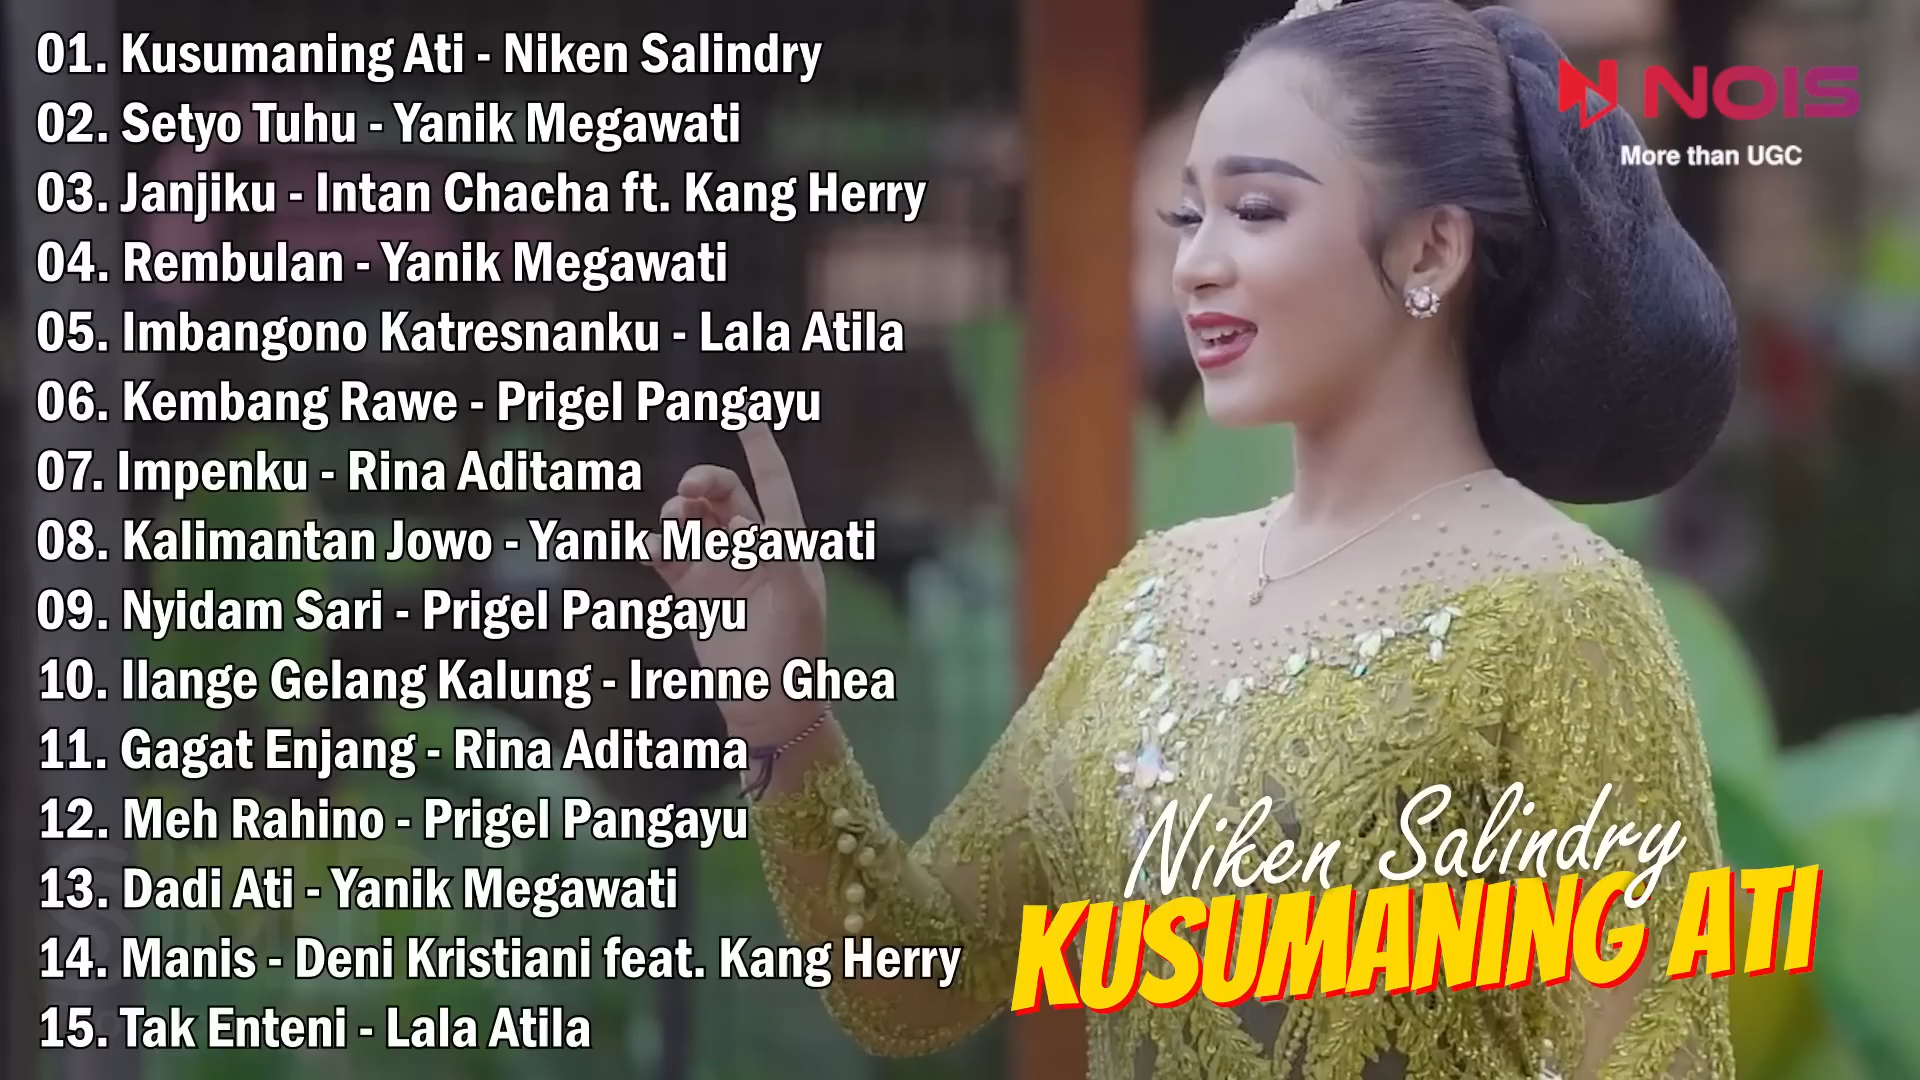 01. Kusumaning Ati - Niken Salindry
02. Setyo Tuhu - Yanik Megawati
03. Janjiku - Intan Chacha ft. Kang Herry
04. Rembulan - Yanik Megawati
05. Imbangono Katresnanku - Lala Atila
06. Kembang Rawe - Prigel Pangayu
07. Impenku - Rina Aditama
08. Kalimantan Jowo - Yanik Megawati
09. Nyidam Sari - Prigel Pangayu
10. Ilange Gelang Kalung - Irenne Ghea
11. Gagat Enjang - Rina Aditama
12. Meh Rahino - Prigel Pangayu
13. Dadi Ati - Yanik Megawati
14. Manis - Deni Kristiani feat. Kang Herry
15. Tak Enteni - Lala Atila
NOIS
More than UGC
Niken Salindry
KUSUMANING ATI